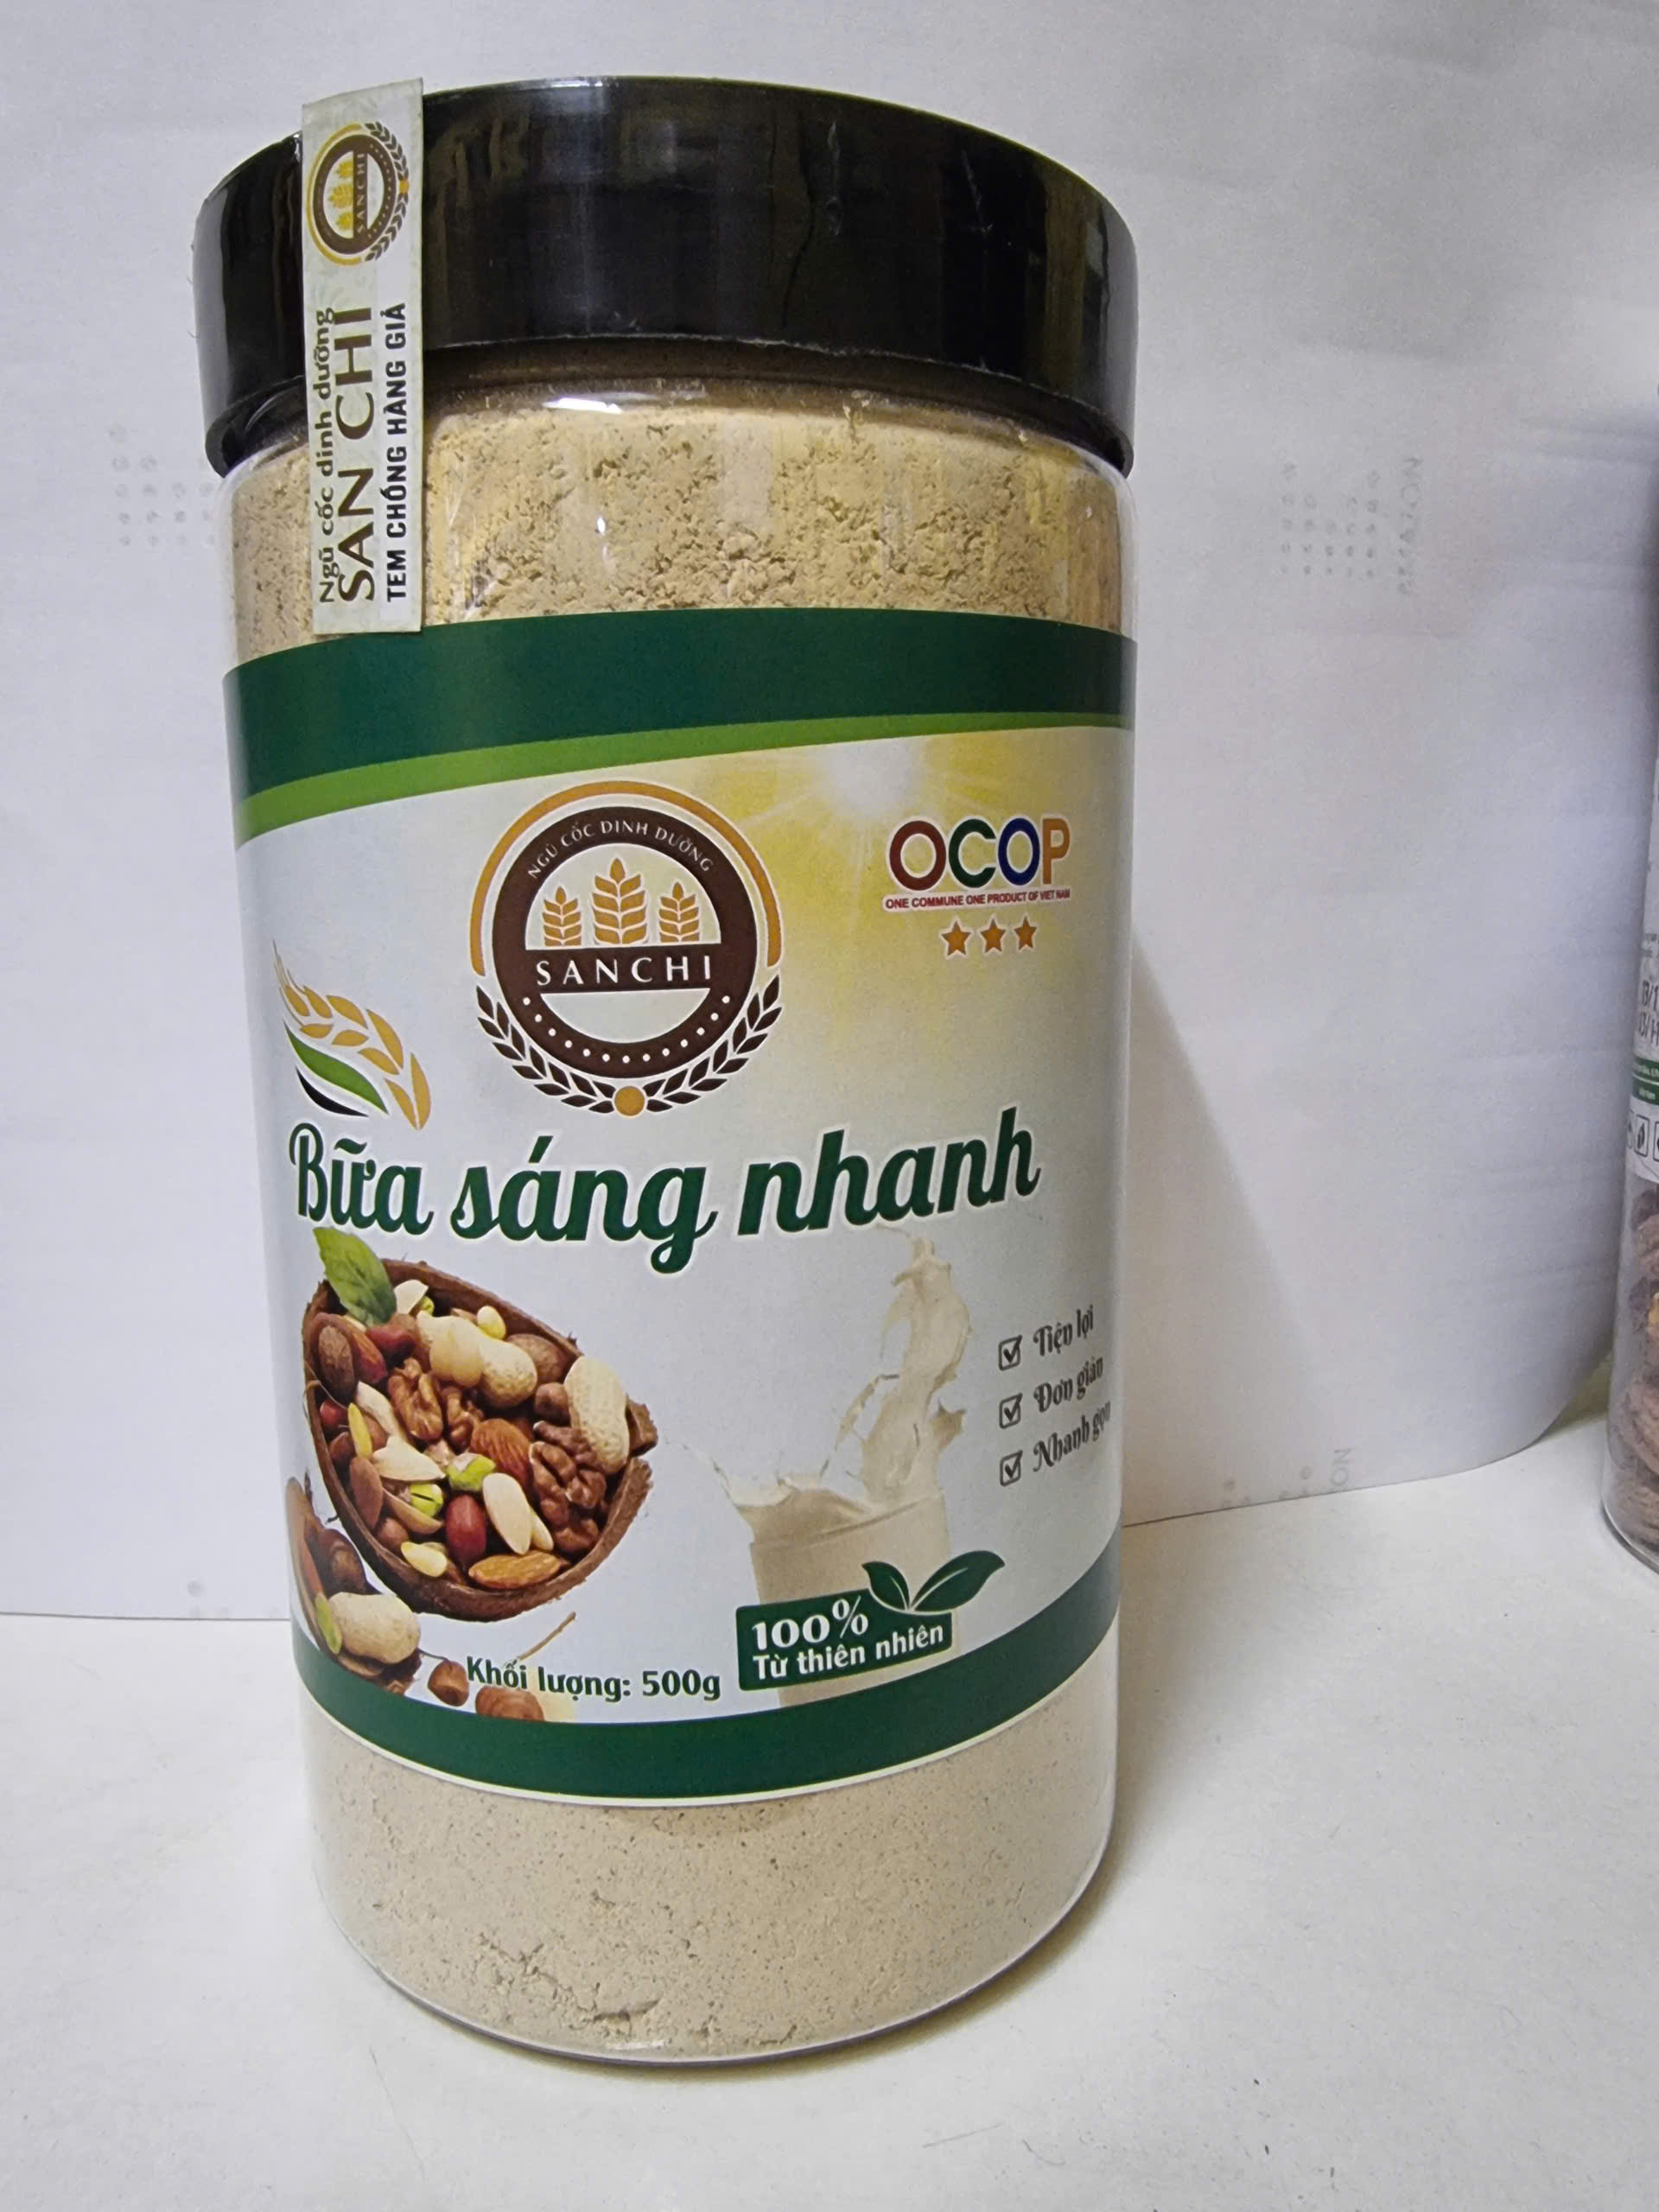 Ngũ cốc dinh dưỡng
SAN CHI
TEM CHỐNG HÀNG GIẢ
SANCHI
NGŨ CỐC DINH DƯỠNG
SANCHI
OCOP
ONE COMMUNE ONE PRODUCT OF VIET NAM
Bữa sáng nhanh
Tiện lợi
Đơn giản
Nhanh gọn
100%
Từ thiên nhiên
Khối lượng: 500g